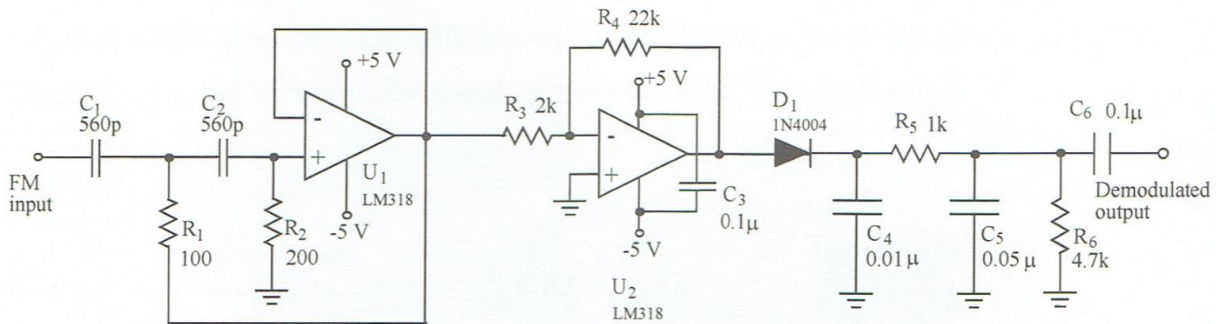 R4 22k
+5 V
+5 V
C1
560p
C2
560p
R3 2k
D1
1N4004
R5 1k
C6 0.1μ
-
+
U1
LM318
-
+
FM
input
C3
0.1μ
Demodulated
output
R1
100
R2
200
-5 V
-5 V
C4
0.01 μ
C5
0.05 μ
R6
4.7k
U2
LM318